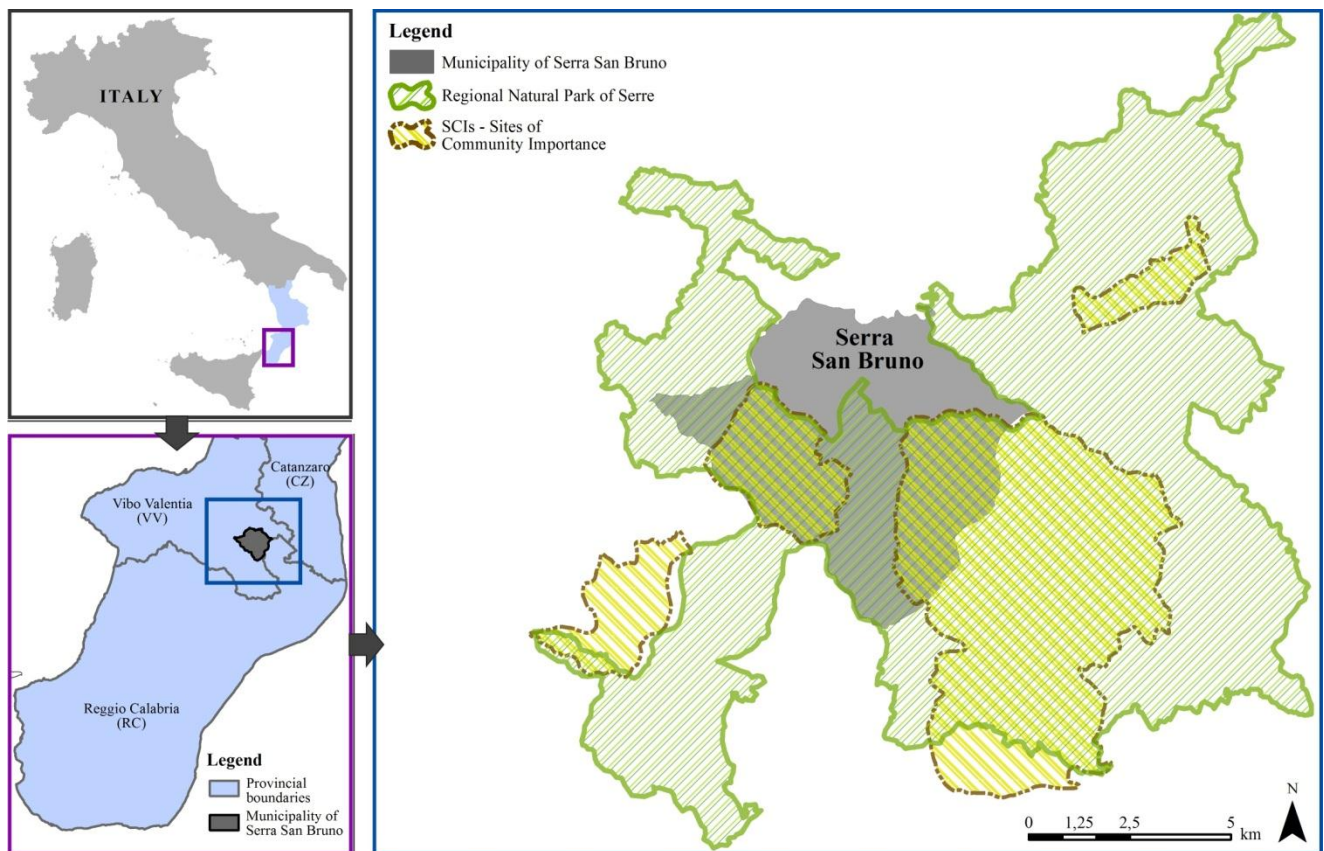 ITALY
Catanzaro
(CZ)
Vibo Valentia
(VV)
Reggio Calabria
(RC)
Legend
Provincial
boundaries
Municipality of
Serra San Bruno
Legend
Municipality of Serra San Bruno
Regional Natural Park of Serre
SCIs - Sites of
Community Importance
Serra
San Bruno
N
0 1,25 2,5 5
km